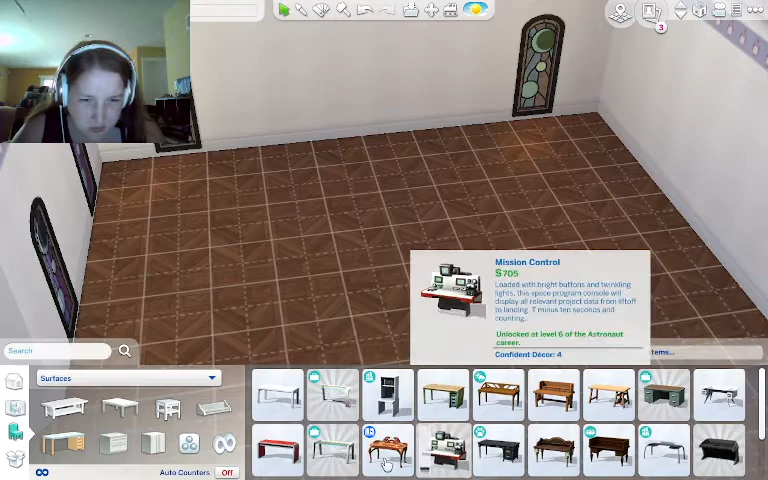 3
Mission Control
§705
Loaded with bright buttons and twinkling
lights, this space program console will
display all relevant project data from liftoff
to landing. T minus ten seconds and
counting...
Unlocked at level 6 of the Astronaut
career.
Confident Décor: 4
Search
tems...
Surfaces
Auto Counters
Off